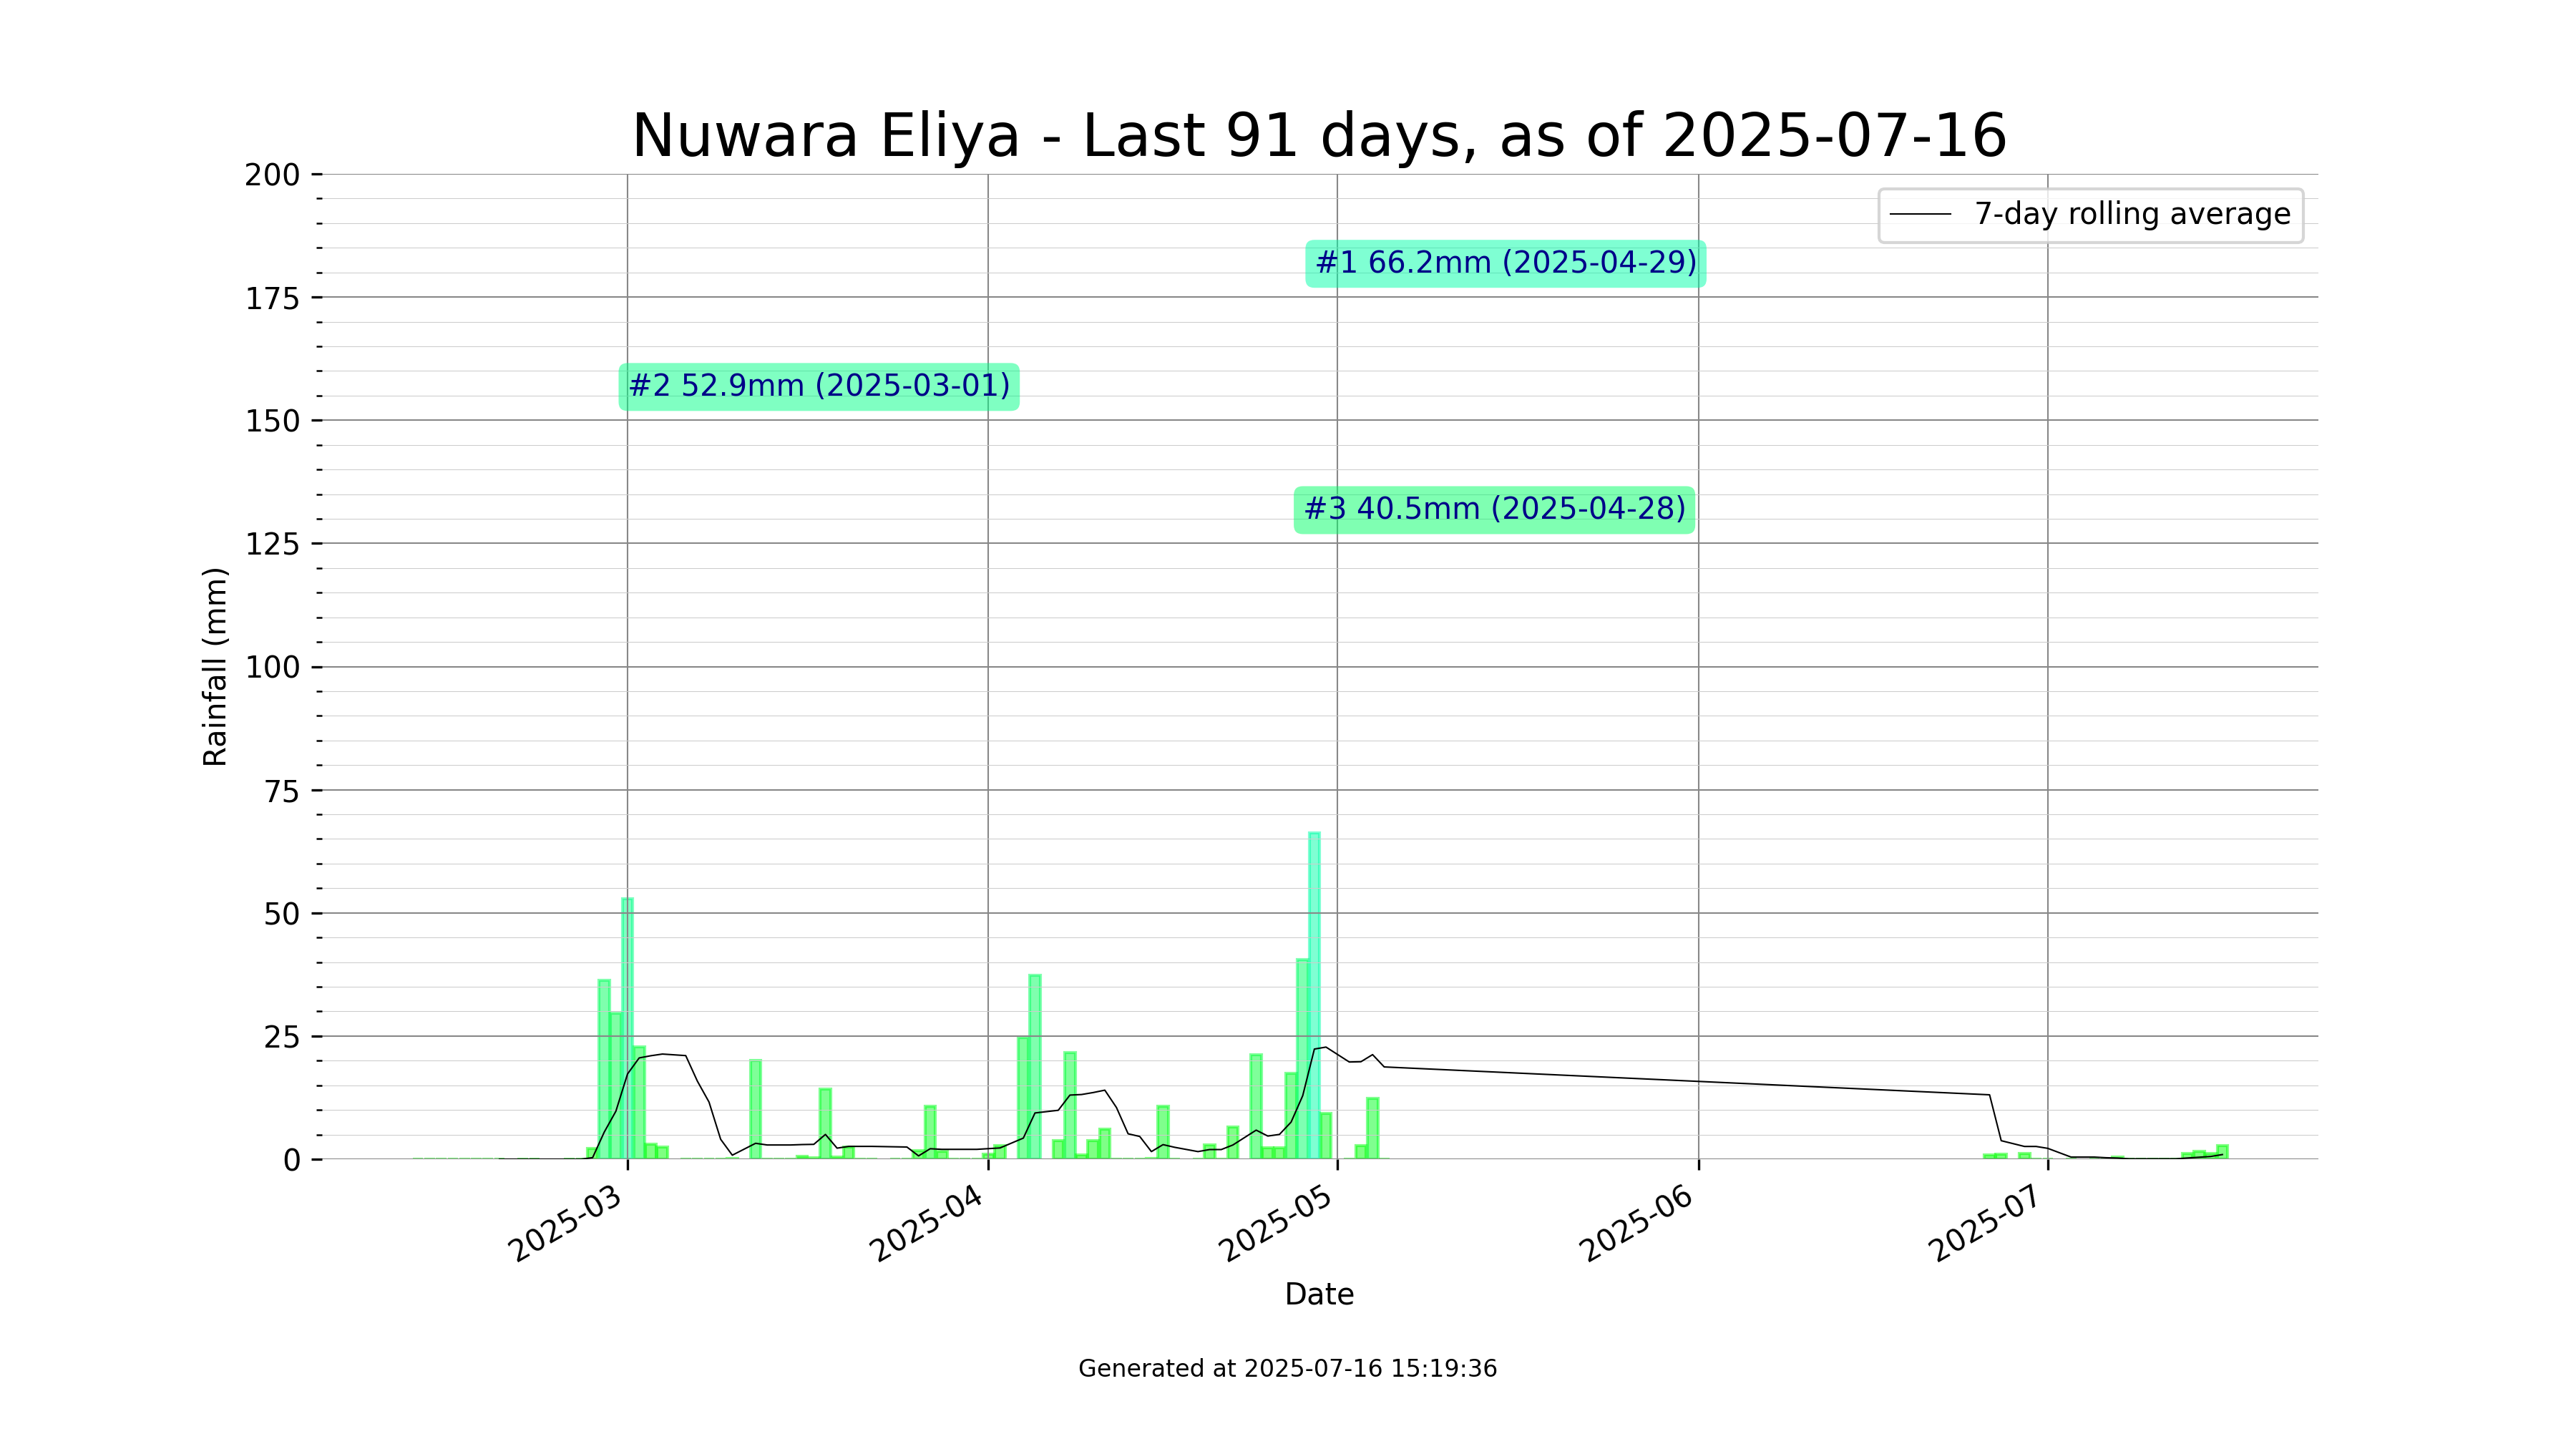 Nuwara Eliya - Last 91 days, as of 2025-07-16
200
175
150
125
100
75
50
25
0
Rainfall (mm)
7-day rolling average
#1 66.2mm (2025-04-29)
#2 52.9mm (2025-03-01)
#3 40.5mm (2025-04-28)
2025-03
2025-04
2025-05
2025-06
2025-07
Date
Generated at 2025-07-16 15:19:36